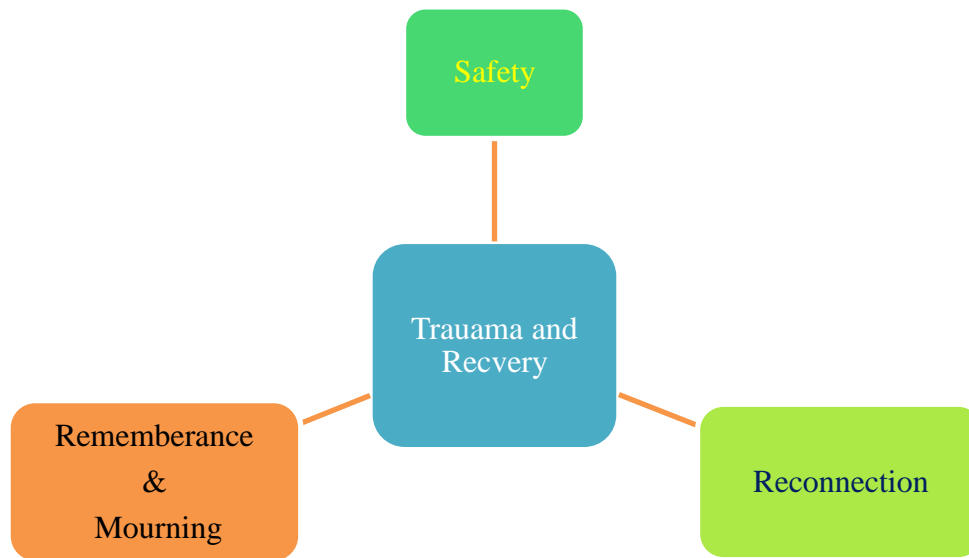 Safety
Trauama and
Recvery
Rememberance
&
Mourning
Reconnection